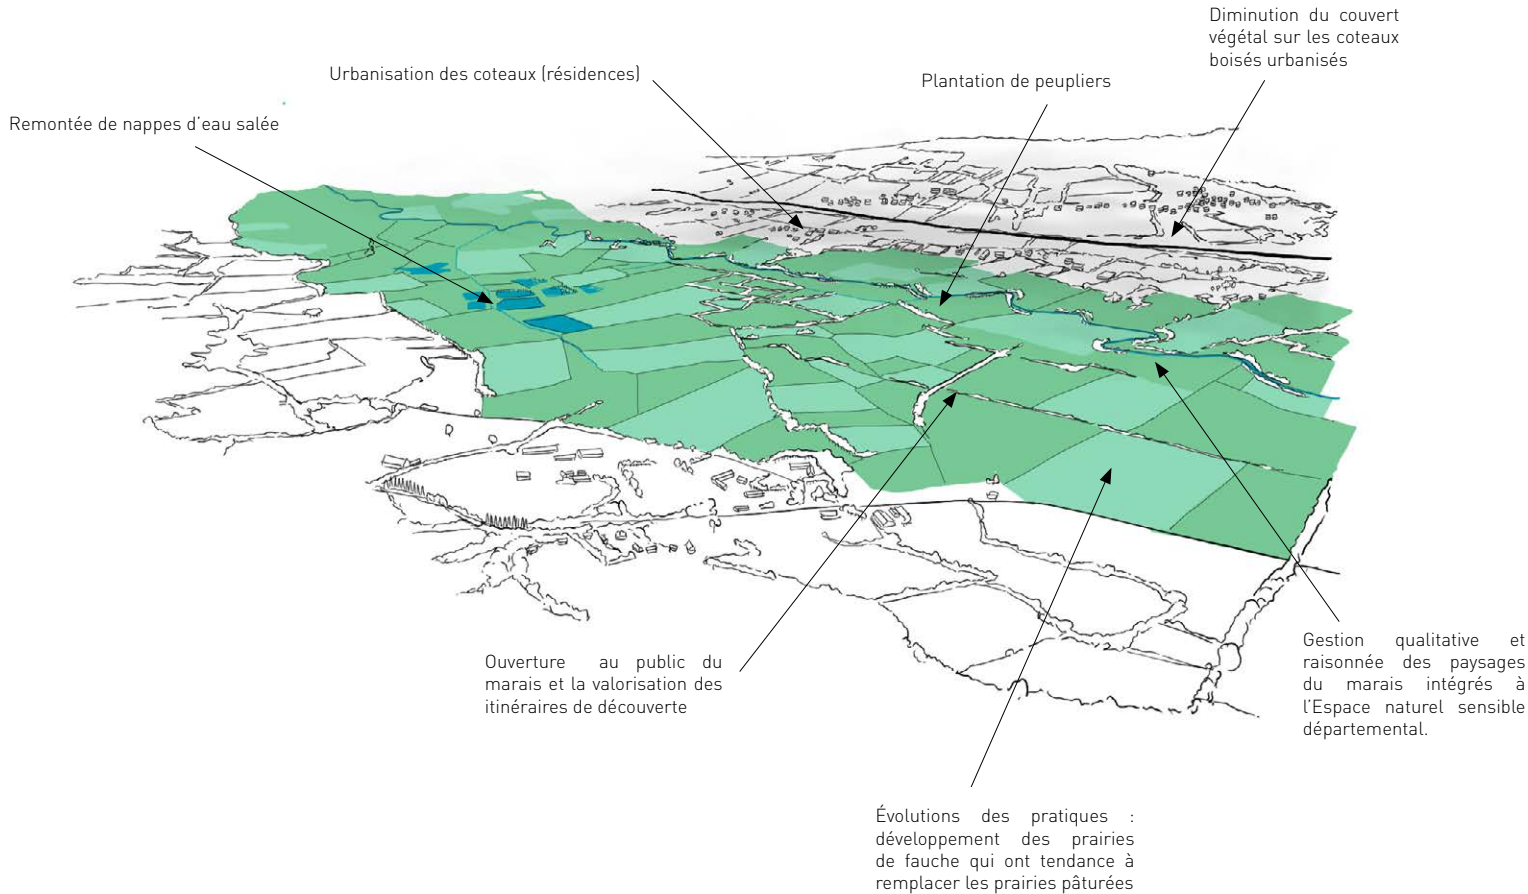 Diminution du couvert
végétal sur les coteaux
boisés urbanisés
Urbanisation des coteaux (résidences)
Plantation de peupliers
Remontée de nappes d'eau salée
Ouverture au public du
marais et la valorisation des
itinéraires de découverte
Gestion qualitative et
raisonnée des paysages
du marais intégrés à
l'Espace naturel sensible
départemental.
Évolutions des pratiques :
développement des prairies
de fauche qui ont tendance à
remplacer les prairies pâturées